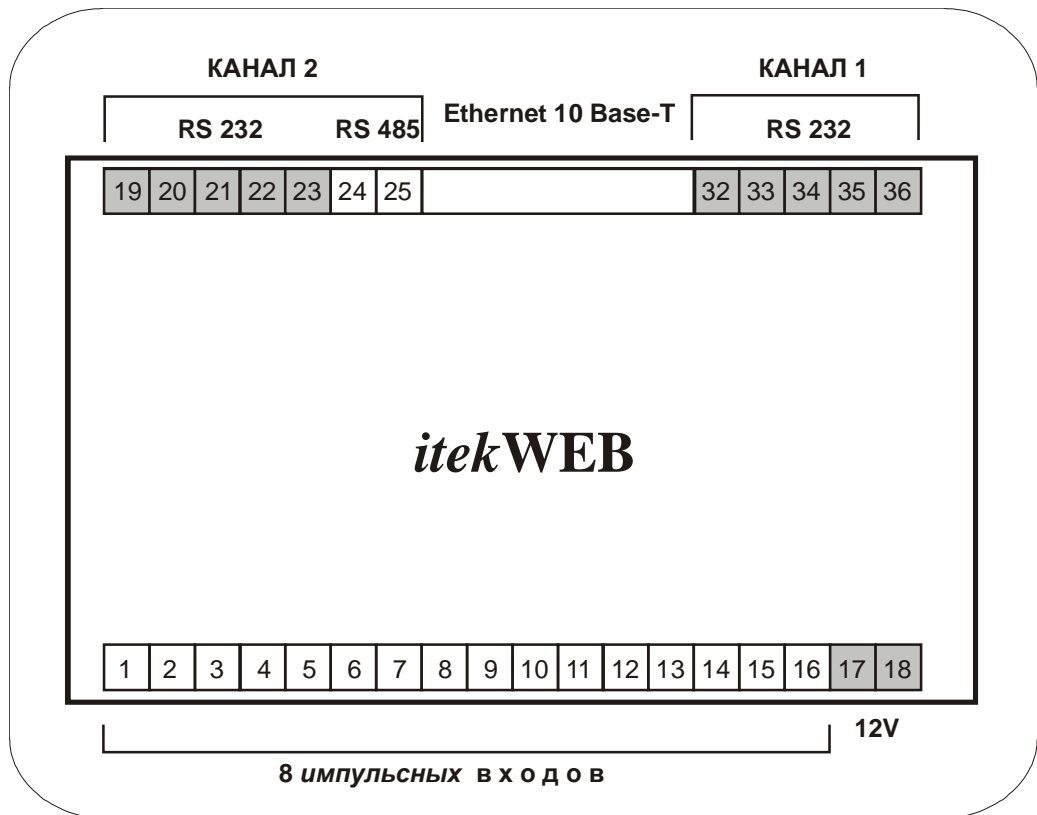 КАНАЛ 2 КАНАЛ 1
Ethernet 10 Base-T
RS 232 RS 485 RS 232
19 20 21 22 23 24 25 32 33 34 35 36
itekWEB
1 2 3 4 5 6 7 8 9 10 11 12 13 14 15 16 17 18
12V
8 импульсных в х о д о в